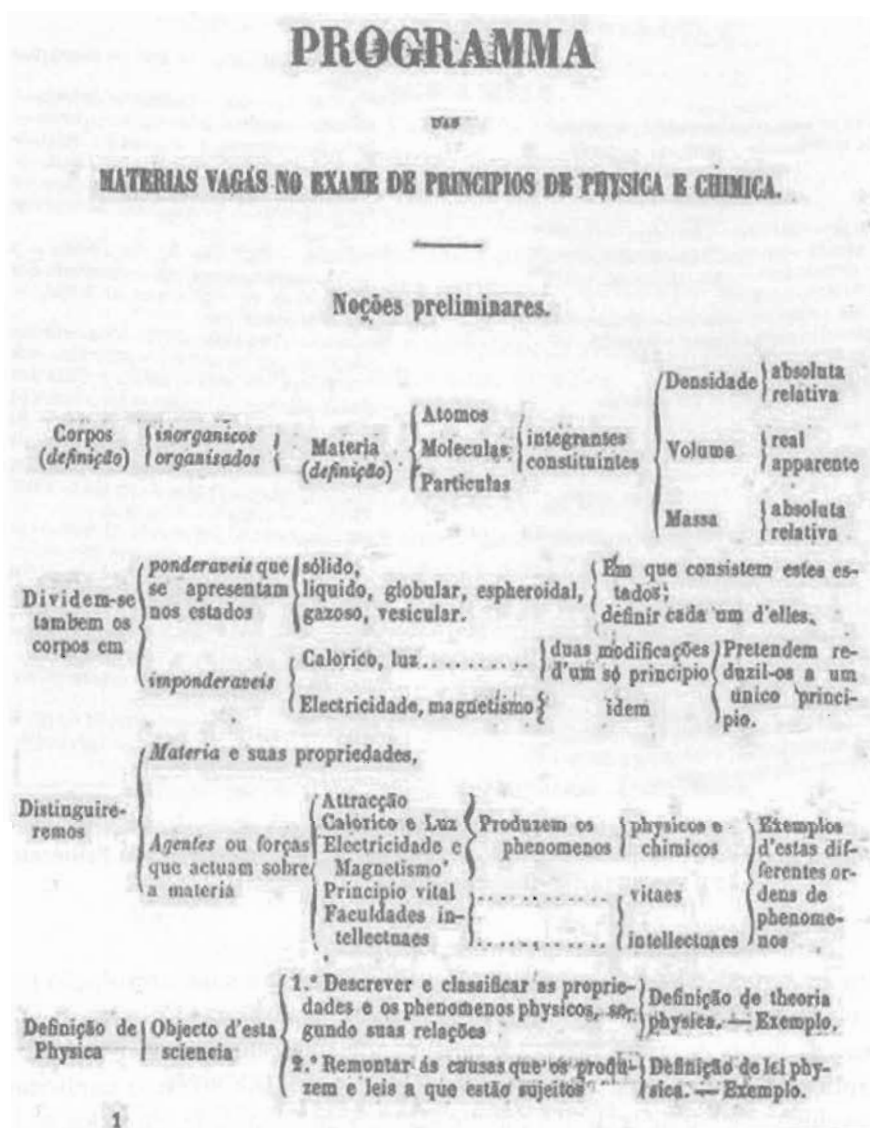 PROGRAMMA
DAS
MATERIAS VAGAS NO EXAME DE PRINCIPIOS DE PHYSICA E CHIMICA.
Noções preliminares.
Corpos
(definição)
inorganicos
organisados
Materia
(definição)
Atomos
Moleculas
Particulas
integrantes
constituintes
Densidade
absoluta
relativa
Volume
real
apparente
Massa
absoluta
relativa
Dividem-se
tambem os
corpos em
ponderaveis que
se apresentam
nos estados
sólido,
liquido, globular, espheroidal,
gazoso, vesicular.
Em que consistem estes es-
tados;
definir cada um d'elles.
imponderaveis
Calorico, luz...........
duas modificações
d'um só principio
Electricidade, magnetismo
idem
Pretendem re-
duzil-os a um
unico princi-
pio.
Distinguire-
remos
Materia e suas propriedades.
Agentes ou forças
que actuam sobre
a materia
Attracção
Calorico e Luz
Electricidade e
Magnetismo
Principio vital
Faculdades in-
tellectuaes
Produzem os
phenomenos
physicos e
chimicos
vitaes
intellectuaes
Exemplos
d'estas dif-
ferentes or-
dens de
phenome-
nos
Definição de
Physica
Objecto d'esta
sciencia
1.º Descrever e classificar as proprie-
dades e os phenomenos physicos, se-
gundo suas relações
Definição de theoria
physica. — Exemplo.
2.º Remontar ás causas que os produ-
zem e leis a que estão sujeitos
Definição de lei phy-
sica. — Exemplo.
1